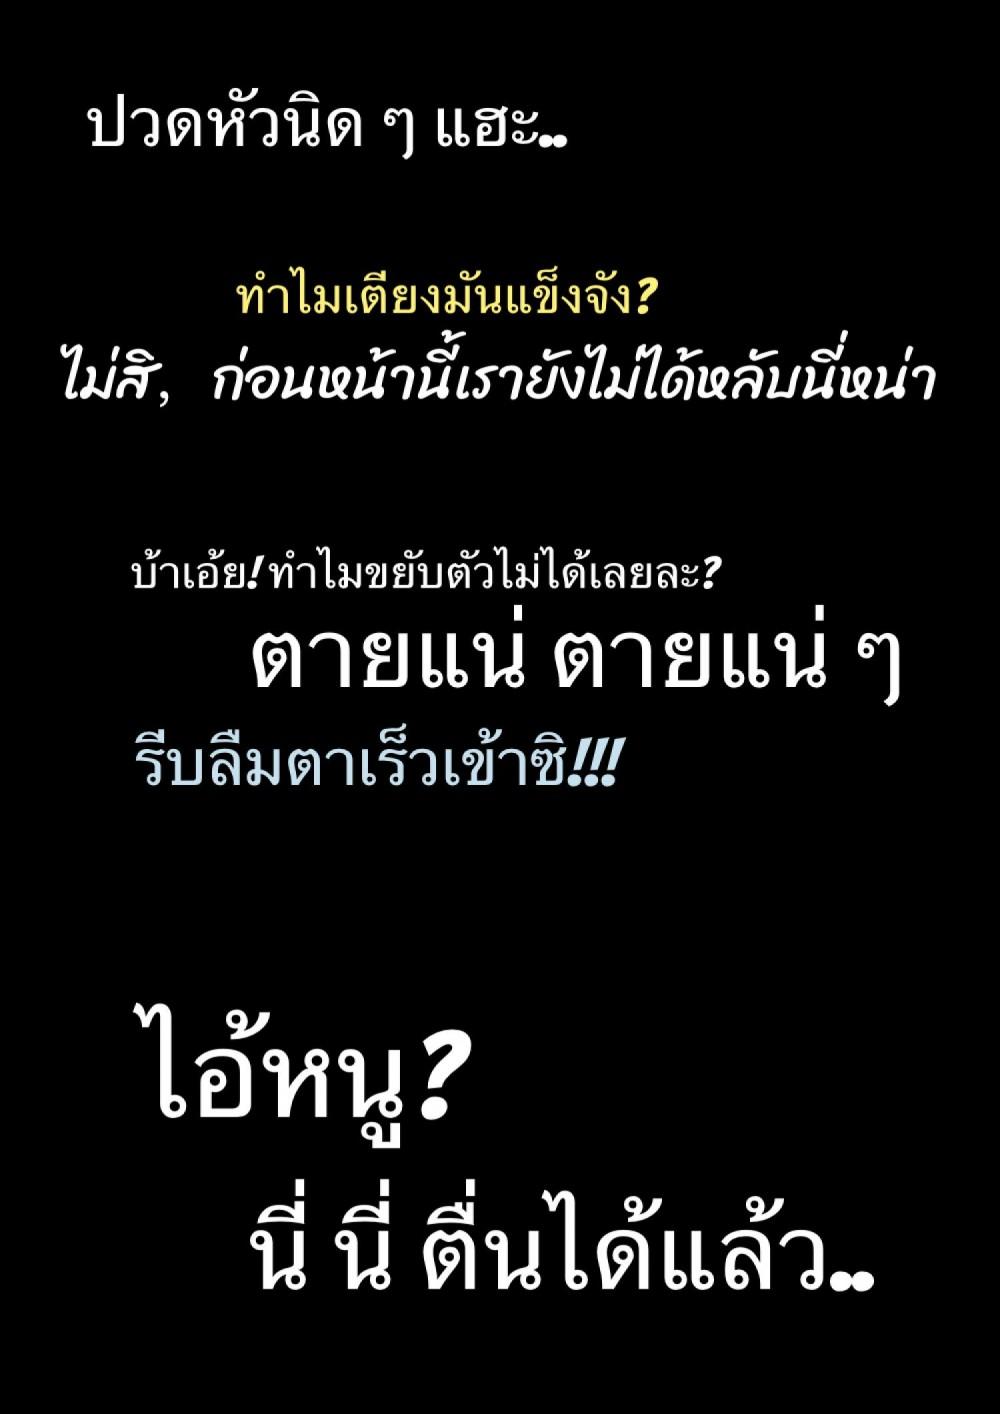 ปวดหัวนิด ๆ แฮะ..
ทำไมเตียงมันแข็งจัง?
ไม่สิ, ก่อนหน้านี้เรายังไม่ได้หลับนี่หน่า
บ้าเอ้ย! ทำไมขยับตัวไม่ได้เลยละ?
ตายแน่ ตายแน่ ๆ
รีบลืมตาเร็วเข้าซิ!!!
ไอ้หนู?
นี่ นี่ ตื่นได้แล้ว..